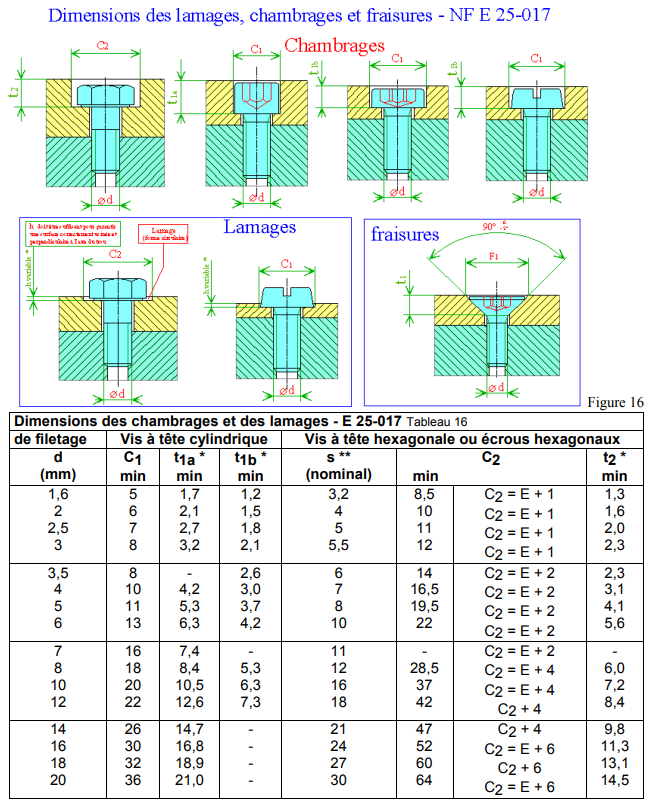 Dimensions des lamages, chambrages et fraisures - NF E 25-017
Chambrages
C2 C1 C1 C1
t2 t1a t1b t1b
Ød Ød Ød Ød
Lamages
Lamage
(forme circulaire)
C2 C1
h variable * h variable *
Ød Ød
fraisures
90°
F1
t1
Ød
Figure 16
Dimensions des chambrages et des lamages - E 25-017 Tableau 16
de filetage Vis à tête cylindrique Vis à tête hexagonale ou écrous hexagonaux
d C1 t1a * t1b * s ** C2 t2 *
(mm) min min min (nominal) min min
1,6 5 1,7 1,2 3,2 8,5 C2 = E + 1 1,3
2 6 2,1 1,5 4 10 C2 = E + 1 1,6
2,5 7 2,7 1,8 5 11 C2 = E + 1 2,0
3 8 3,2 2,1 5,5 12 C2 = E + 1 2,3
3,5 8 - 2,6 6 14 C2 = E + 2 2,3
4 10 4,2 3,0 7 16,5 C2 = E + 2 3,1
5 11 5,3 3,7 8 19,5 C2 = E + 2 4,1
6 13 6,3 4,2 10 22 C2 = E + 2 5,6
7 16 7,4 - 11 - C2 = E + 2 -
8 18 8,4 5,3 12 28,5 C2 = E + 4 6,0
10 20 10,5 6,3 16 37 C2 = E + 4 7,2
12 22 12,6 7,3 18 42 C2 + 4 8,4
14 26 14,7 - 21 47 C2 + 4 9,8
16 30 16,8 - 24 52 C2 = E + 6 11,3
18 32 18,9 - 27 60 C2 + 6 13,1
20 36 21,0 - 30 64 C2 = E + 6 14,5